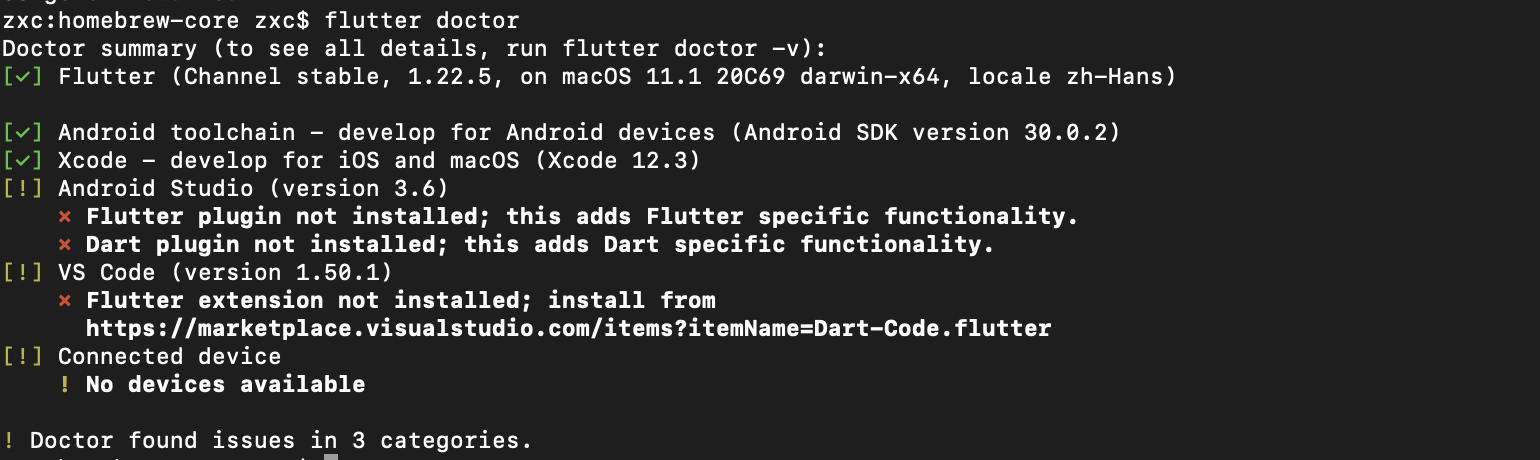 zxc:homebrew-core zxc$ flutter doctor
Doctor summary (to see all details, run flutter doctor -v):
[✓] Flutter (Channel stable, 1.22.5, on macOS 11.1 20C69 darwin-x64, locale zh-Hans)
[✓] Android toolchain - develop for Android devices (Android SDK version 30.0.2)
[✓] Xcode - develop for iOS and macOS (Xcode 12.3)
[!] Android Studio (version 3.6)
✗ Flutter plugin not installed; this adds Flutter specific functionality.
✗ Dart plugin not installed; this adds Dart specific functionality.
[!] VS Code (version 1.50.1)
✗ Flutter extension not installed; install from
https://marketplace.visualstudio.com/items?itemName=Dart-Code.flutter
[!] Connected device
! No devices available
! Doctor found issues in 3 categories.